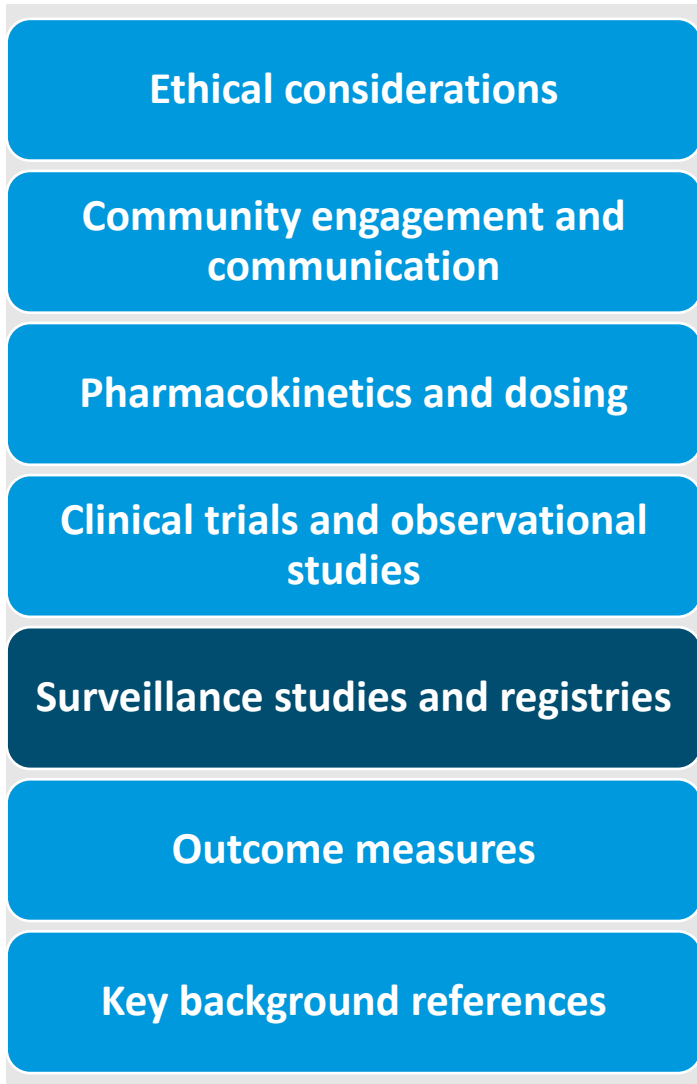 Ethical considerations
Community engagement and
communication
Pharmacokinetics and dosing
Clinical trials and observational
studies
Surveillance studies and registries
Outcome measures
Key background references